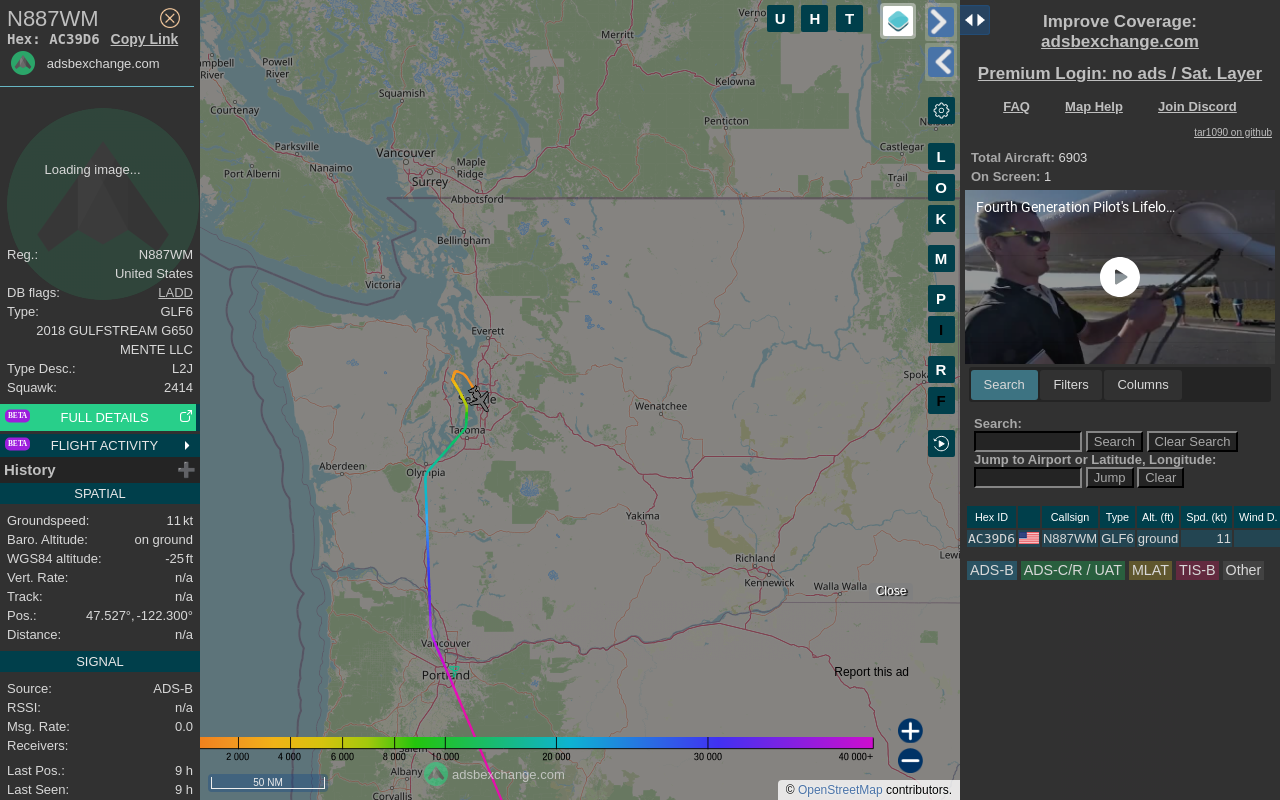 N887WM
Hex: AC39D6 Copy Link
adsbexchange.com
Loading image...
Reg.: N887WM
United States
DB flags: LADD
Type: GLF6
2018 GULFSTREAM G650
MENTE LLC
Type Desc.: L2J
Squawk: 2414
BETA FULL DETAILS
BETA FLIGHT ACTIVITY
History
SPATIAL
Groundspeed: 11 kt
Baro. Altitude: on ground
WGS84 altitude: -25 ft
Vert. Rate: n/a
Track: n/a
Pos.: 47.527°, -122.300°
Distance: n/a
SIGNAL
Source: ADS-B
RSSI: n/a
Msg. Rate: 0.0
Receivers:
Last Pos.: 9 h
Last Seen: 9 h
U H T
L
O
K
M
P
I
R
F
Merritt
Powell
River
River
Kelowna
Squamish
Courtenay
Penticton
Parksville
Vancouver
Castlegar
Nanaimo
Maple
Ridge
Port Alberni
Surrey
Trail
Abbotsford
Bellingham
Victoria
Everett
Wenatchee
Tacoma
Aberdeen
Olympia
Yakima
Richland
Kennewick
Walla Walla
Vancouver
Portland
Albany
Corvallis
Close
Report this ad
2 000 4 000 6 000 8 000 10 000 20 000 30 000 40 000+
adsbexchange.com
50 NM
© OpenStreetMap contributors.
Improve Coverage:
adsbexchange.com
Premium Login: no ads / Sat. Layer
FAQ Map Help Join Discord
tar1090 on github
Total Aircraft: 6903
On Screen: 1
Fourth Generation Pilot's Lifelo...
Search Filters Columns
Search:
Search Clear Search
Jump to Airport or Latitude, Longitude:
Jump Clear
Hex ID Callsign Type Alt. (ft) Spd. (kt) Wind D.
AC39D6 N887WM GLF6 ground 11
ADS-B ADS-C/R / UAT MLAT TIS-B Other